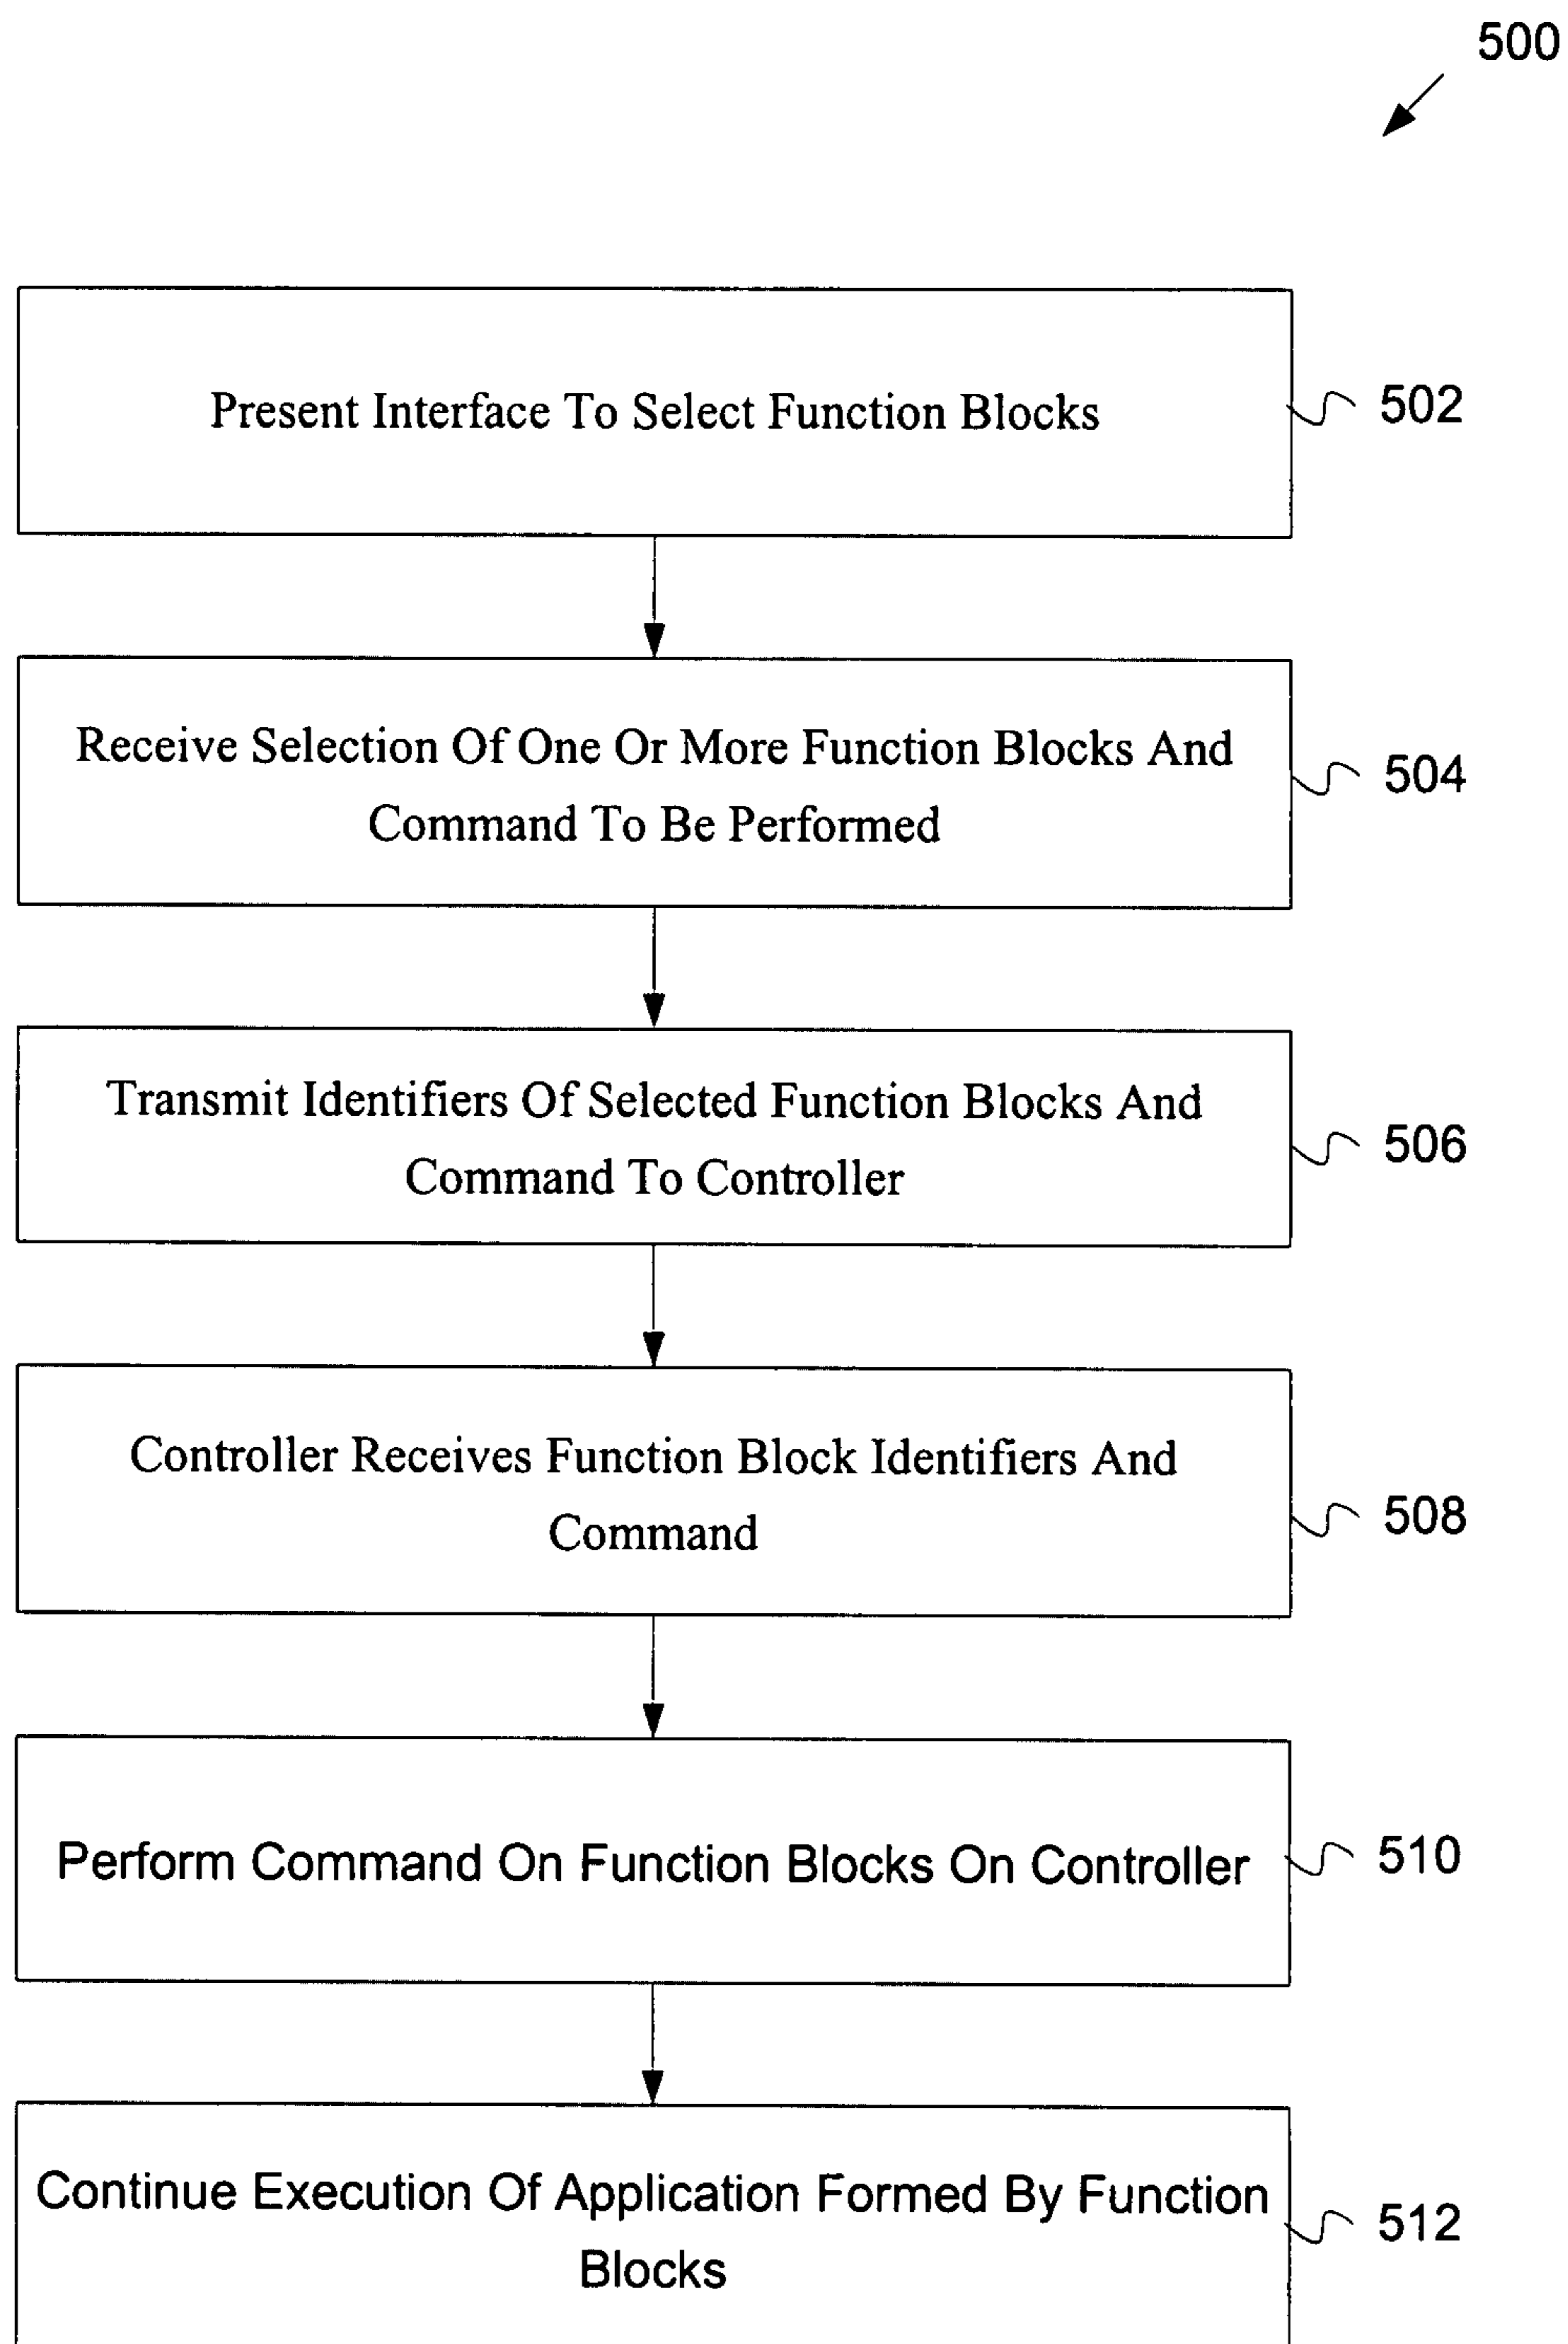 500
Present Interface To Select Function Blocks
502
Receive Selection Of One Or More Function Blocks And
Command To Be Performed
504
Transmit Identifiers Of Selected Function Blocks And
Command To Controller
506
Controller Receives Function Block Identifiers And
Command
508
Perform Command On Function Blocks On Controller
510
Continue Execution Of Application Formed By Function
Blocks
512